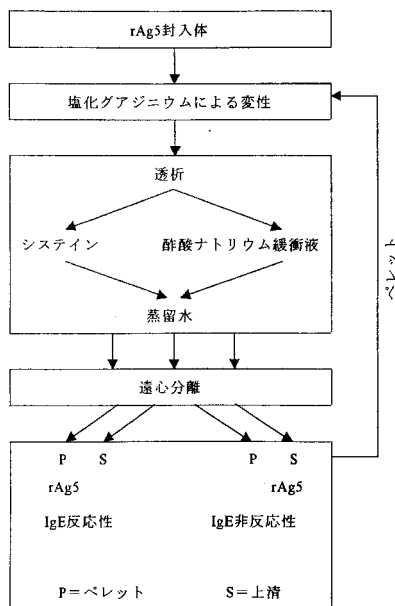 rAg5封入体
塩化グアジニウムによる変性
透析
システイン 酢酸ナトリウム緩衝液
蒸留水
遠心分離
P S P S
rAg5 rAg5
IgE反応性 IgE非反応性
P=ペレット S=上清
ペレット